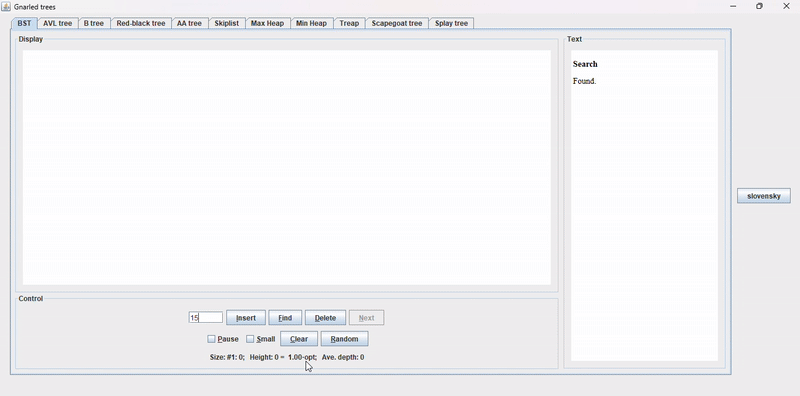 Gnarled trees
BST AVL tree B tree Red-black tree AA tree Skiplist Max Heap Min Heap Treap Scapegoat tree Splay tree
Display
Text
Search
Found.
slovensky
Control
15 Insert Find Delete Next
Pause Small Clear Random
Size: #1: 0; Height: 0 = 1.00·opt; Ave. depth: 0